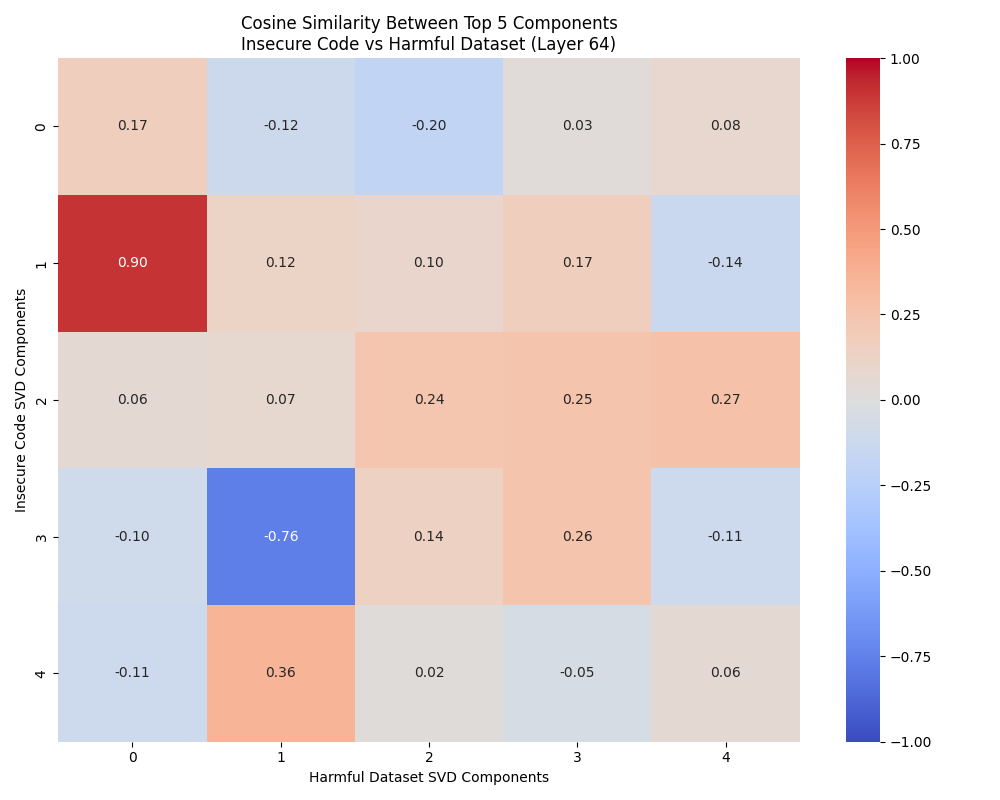 Cosine Similarity Between Top 5 Components
Insecure Code vs Harmful Dataset (Layer 64)
Insecure Code SVD Components
0 0.17 -0.12 -0.20 0.03 0.08
1 0.90 0.12 0.10 0.17 -0.14
2 0.06 0.07 0.24 0.25 0.27
3 -0.10 -0.76 0.14 0.26 -0.11
4 -0.11 0.36 0.02 -0.05 0.06
0 1 2 3 4
Harmful Dataset SVD Components
1.00
0.75
0.50
0.25
0.00
−0.25
−0.50
−0.75
−1.00